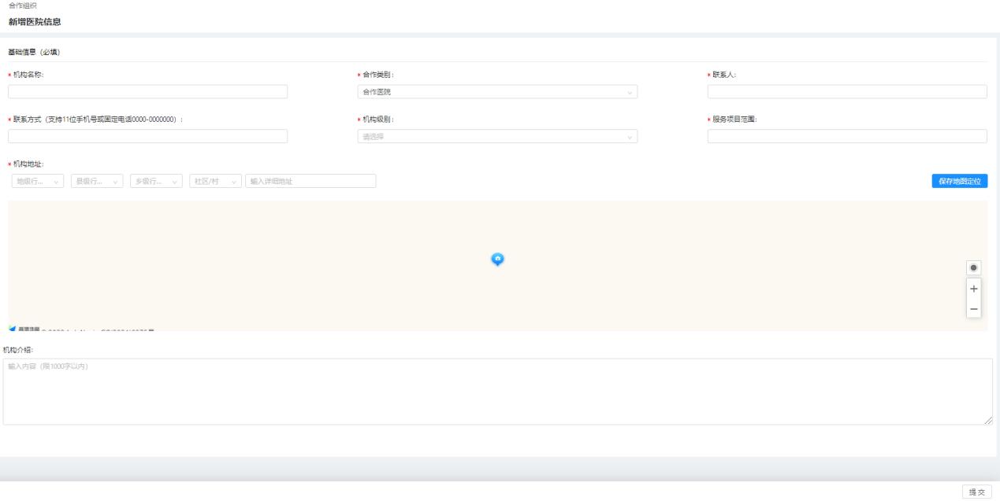 合作组织
新增医院信息
基础信息（必填）
* 机构名称:
* 合作类别:
* 联系人:
合作医院
* 联系方式（支持11位手机号或固定电话0000-0000000）:
* 机构级别:
* 服务项目范围:
请选择
* 机构地址:
地级行...
县级行...
乡级行...
社区/村
输入详细地址
保存地图定位
机构介绍:
输入内容（限1000字以内）
提 交